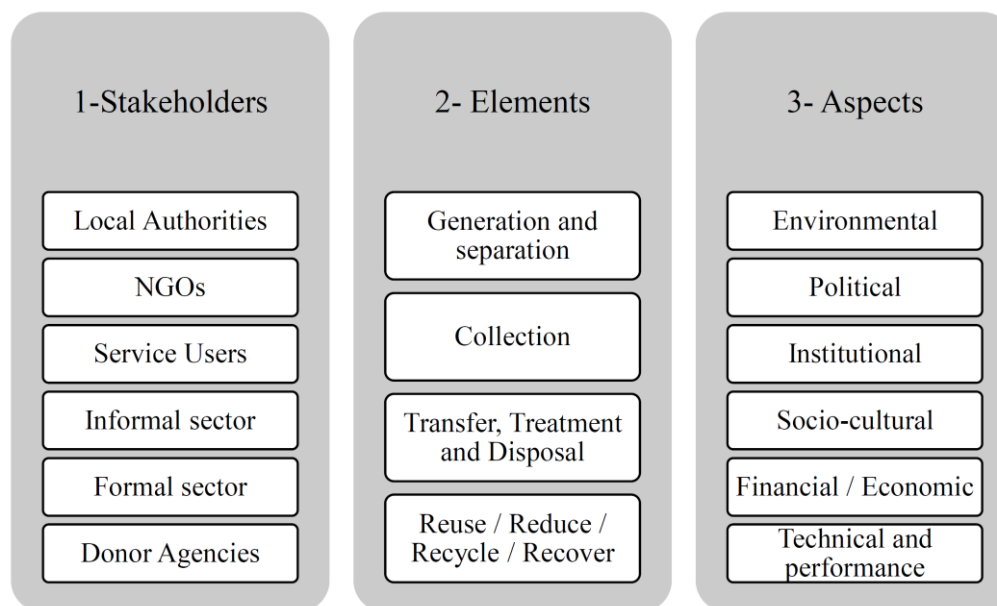 1-Stakeholders
Local Authorities
NGOs
Service Users
Informal sector
Formal sector
Donor Agencies
2- Elements
Generation and
separation
Collection
Transfer, Treatment
and Disposal
Reuse / Reduce /
Recycle / Recover
3- Aspects
Environmental
Political
Institutional
Socio-cultural
Financial / Economic
Technical and
performance